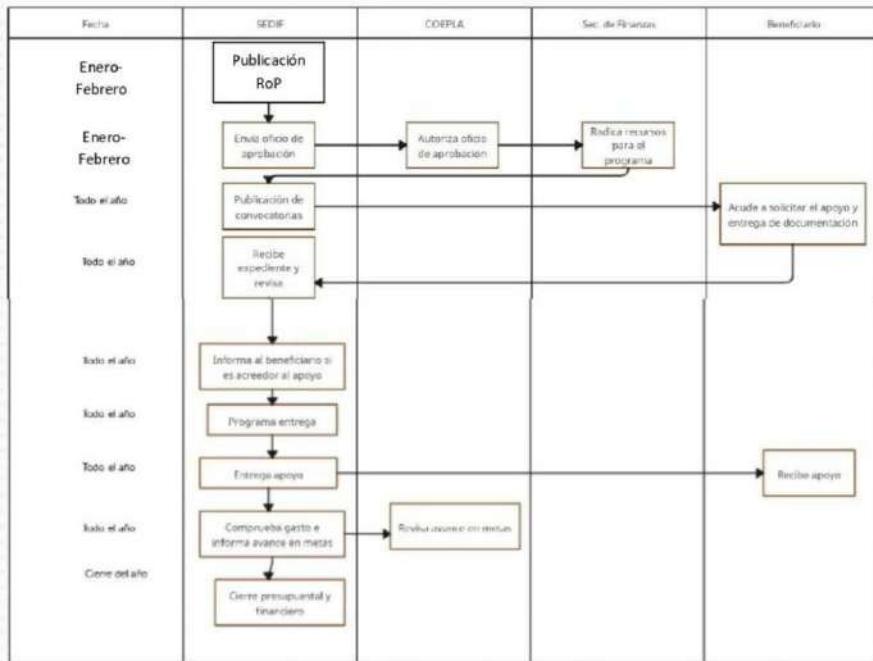 Fecha
SEDIF
COEPLA
Sec. de Finanzas
Beneficiario
Enero-
Febrero
Publicación
RoP
Enero-
Febrero
Envía oficio de
aprobación
Autoriza oficio
de aprobación
Radica recursos
para el
programa
Todo el año
Publicación de
convocatorias
Acude a solicitar el apoyo y
entrega de documentación
Todo el año
Recibe
expediente y
revisa
Todo el año
Informa al beneficiario si
es acreedor al apoyo
Todo el año
Programa entrega
Todo el año
Entrega apoyo
Recibe apoyo
Todo el año
Comprueba gasto e
informa avance en metas
Revisa avance en metas
Cierre del año
Cierre presupuestal y
financiero